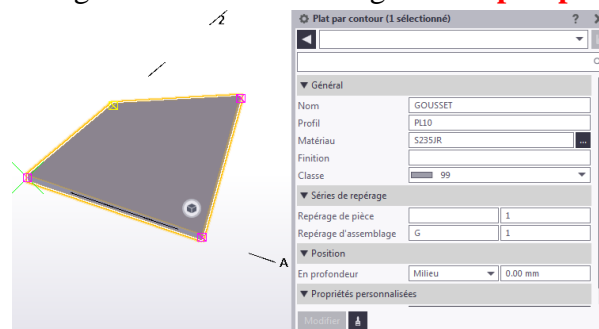 2
A
Plat par contour (1 sélectionné) ?
Général
Nom GOUSSET
Profil PL10
Matériau S235JR ...
Finition
Classe 99
Séries de repérage
Repérage de pièce 1
Repérage d'assemblage G 1
Position
En profondeur Milieu 0.00 mm
Propriétés personnalisées
Modifier